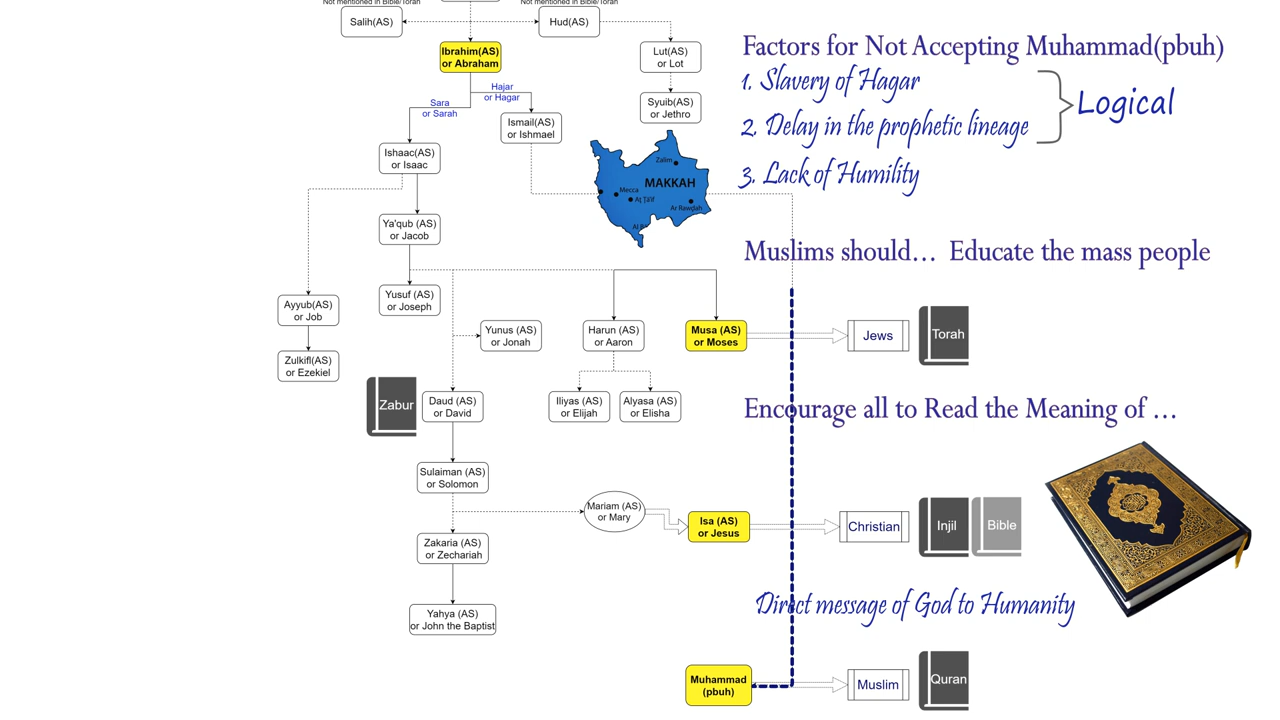 Not mentioned in Bible/Torah
Not mentioned in Bible/Torah
Salih(AS)
Hud(AS)
Ibrahim(AS)
or Abraham
Lut(AS)
or Lot
Syuib(AS)
or Jethro
Sara
or Sarah
Hajar
or Hagar
Ismail(AS)
or Ishmael
Ishaac(AS)
or Isaac
Zalim
MAKKAH
Mecca
Aţ Ţā'if
Ar Rawdah
Ya'qub (AS)
or Jacob
Yusuf (AS)
or Joseph
Ayyub(AS)
or Job
Zulkifl(AS)
or Ezekiel
Yunus (AS)
or Jonah
Harun (AS)
or Aaron
Musa (AS)
or Moses
Jews
Torah
Zabur
Daud (AS)
or David
Iliyas (AS)
or Elijah
Alyasa (AS)
or Elisha
Sulaiman (AS)
or Solomon
Mariam (AS)
or Mary
Isa (AS)
or Jesus
Christian
Injil
Bible
Zakaria (AS)
or Zechariah
Yahya (AS)
or John the Baptist
Muhammad
(pbuh)
Muslim
Quran
Factors for Not Accepting Muhammad(pbuh)
1. Slavery of Hagar
2. Delay in the prophetic lineage
Logical
3. Lack of Humility
Muslims should... Educate the mass people
Encourage all to Read the Meaning of ...
Direct message of God to Humanity